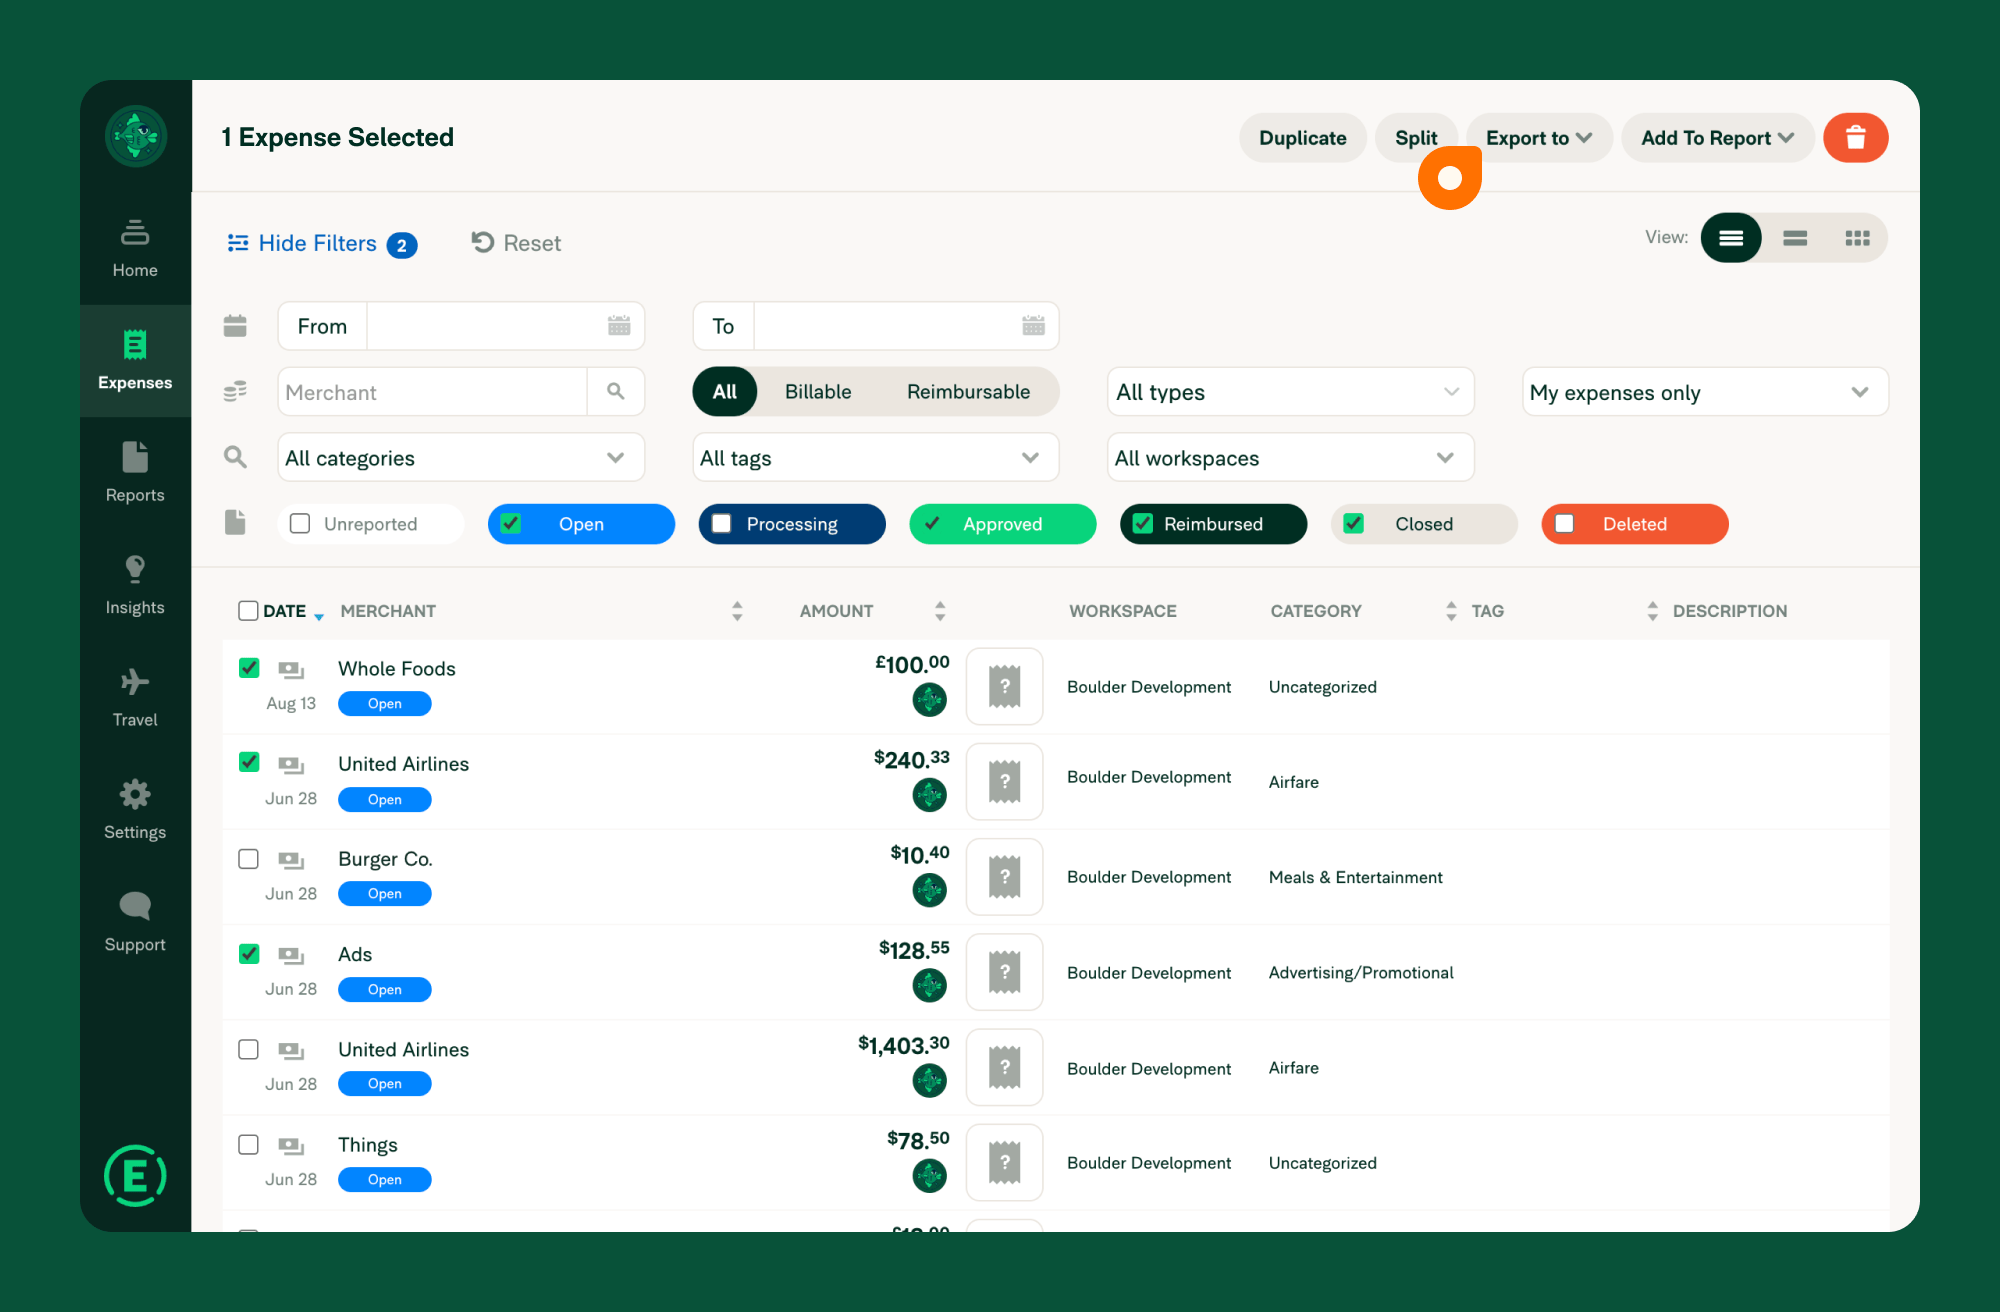 1 Expense Selected
Duplicate
Split
Export to
Add To Report
Home
Expenses
Reports
Insights
Travel
Settings
Support
E
Hide Filters 2
Reset
View:
From
To
Merchant
All Billable Reimbursable
All types
My expenses only
All categories
All tags
All workspaces
Unreported
Open
Processing
Approved
Reimbursed
Closed
Deleted
DATE MERCHANT AMOUNT WORKSPACE CATEGORY TAG DESCRIPTION
Whole Foods £100.00 ? Boulder Development Uncategorized
Aug 13 Open
United Airlines $240.33 ? Boulder Development Airfare
Jun 28 Open
Burger Co. $10.40 ? Boulder Development Meals & Entertainment
Jun 28 Open
Ads $128.55 ? Boulder Development Advertising/Promotional
Jun 28 Open
United Airlines $1,403.30 ? Boulder Development Airfare
Jun 28 Open
Things $78.50 ? Boulder Development Uncategorized
Jun 28 Open